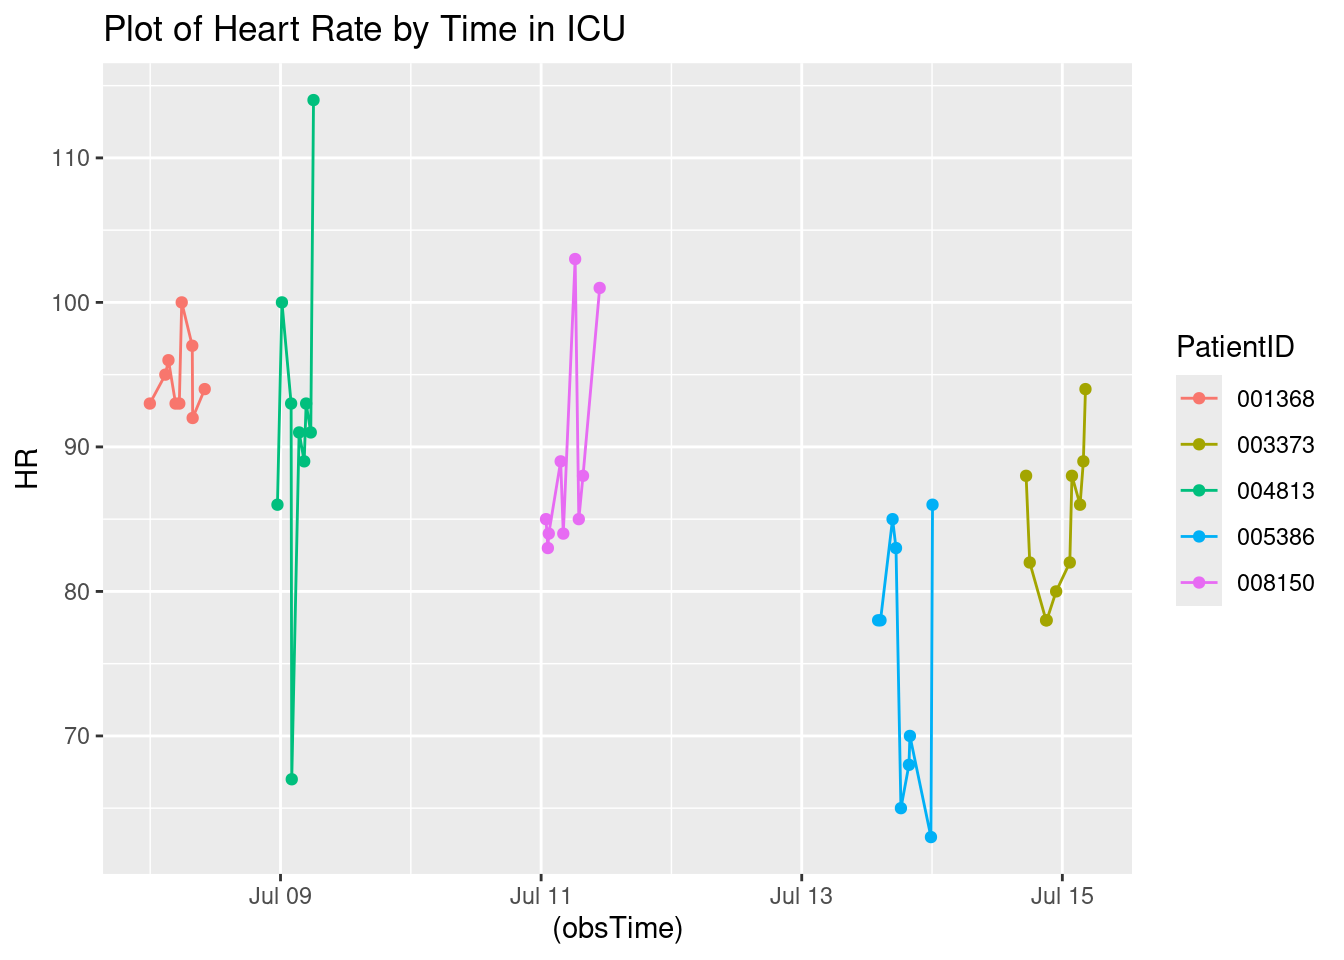 Plot of Heart Rate by Time in ICU
HR
110
100
90
80
70
Jul 09
Jul 11
Jul 13
Jul 15
(obsTime)
PatientID
001368
003373
004813
005386
008150